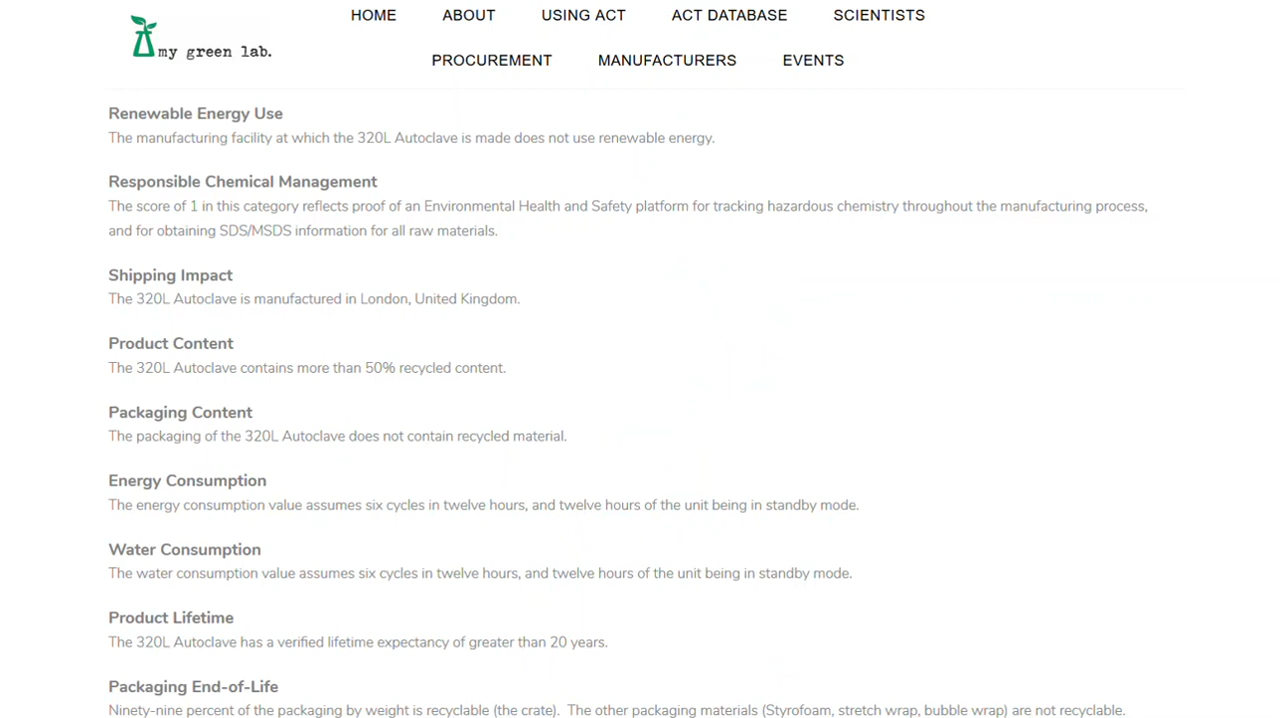 HOME ABOUT USING ACT ACT DATABASE SCIENTISTS
my green lab.
PROCUREMENT MANUFACTURERS EVENTS
Renewable Energy Use
The manufacturing facility at which the 320L Autoclave is made does not use renewable energy.
Responsible Chemical Management
The score of 1 in this category reflects proof of an Environmental Health and Safety platform for tracking hazardous chemistry throughout the manufacturing process,
and for obtaining SDS/MSDS information for all raw materials.
Shipping Impact
The 320L Autoclave is manufactured in London, United Kingdom.
Product Content
The 320L Autoclave contains more than 50% recycled content.
Packaging Content
The packaging of the 320L Autoclave does not contain recycled material.
Energy Consumption
The energy consumption value assumes six cycles in twelve hours, and twelve hours of the unit being in standby mode.
Water Consumption
The water consumption value assumes six cycles in twelve hours, and twelve hours of the unit being in standby mode.
Product Lifetime
The 320L Autoclave has a verified lifetime expectancy of greater than 20 years.
Packaging End-of-Life
Ninety-nine percent of the packaging by weight is recyclable (the crate). The other packaging materials (Styrofoam, stretch wrap, bubble wrap) are not recyclable.